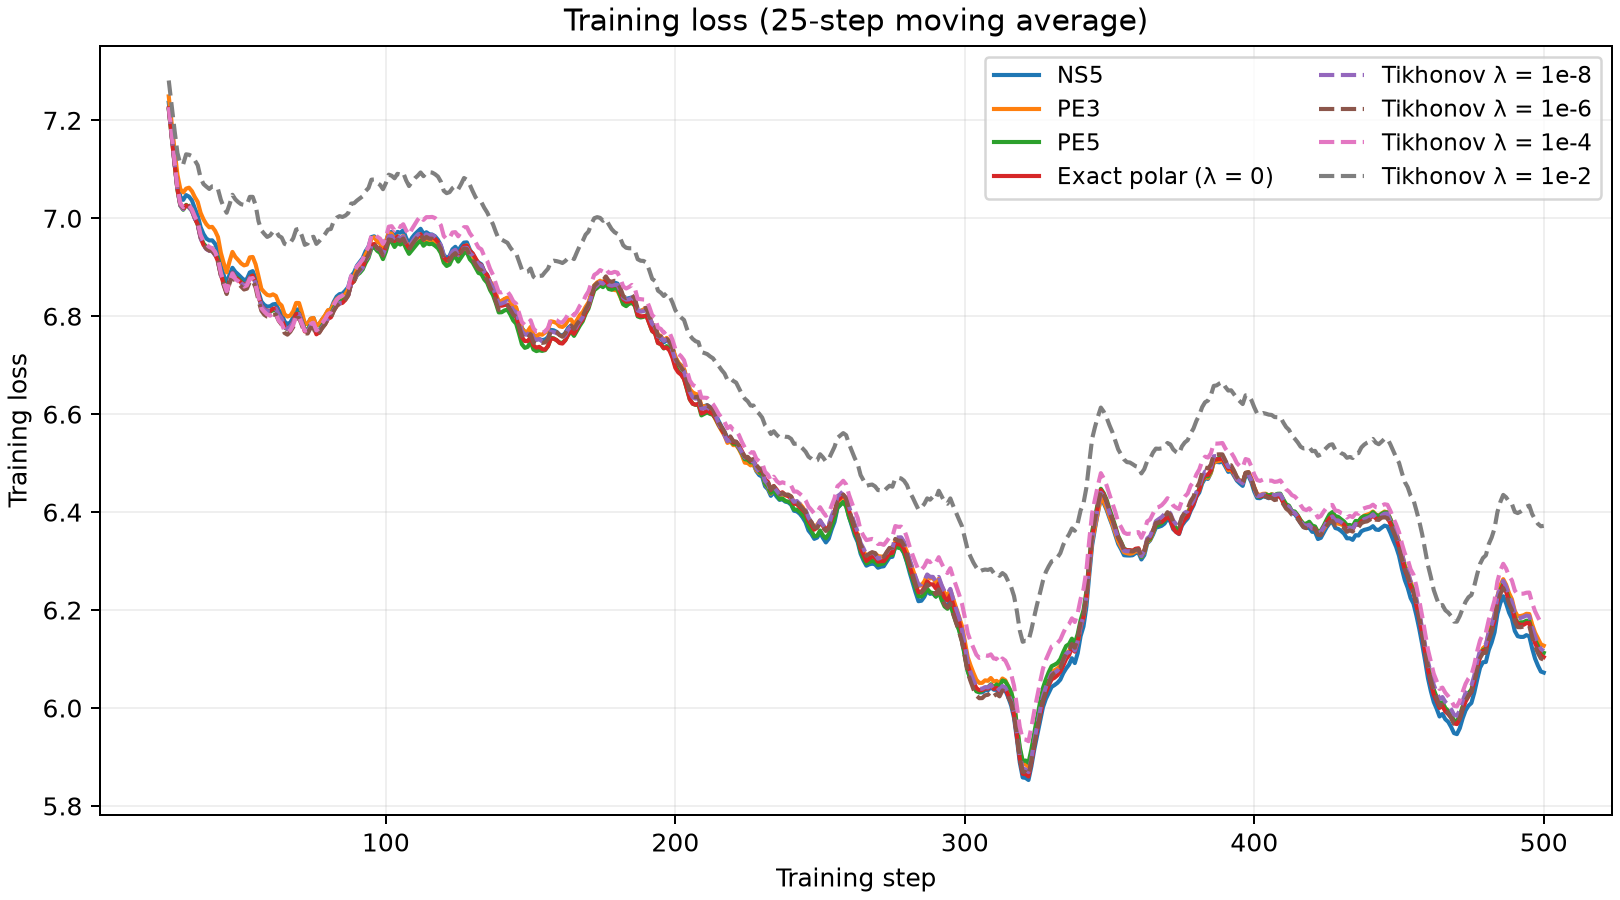 Training loss (25-step moving average)
NS5
PE3
PE5
Exact polar (λ = 0)
Tikhonov λ = 1e-8
Tikhonov λ = 1e-6
Tikhonov λ = 1e-4
Tikhonov λ = 1e-2
Training loss
7.2
7.0
6.8
6.6
6.4
6.2
6.0
5.8
100
200
300
400
500
Training step